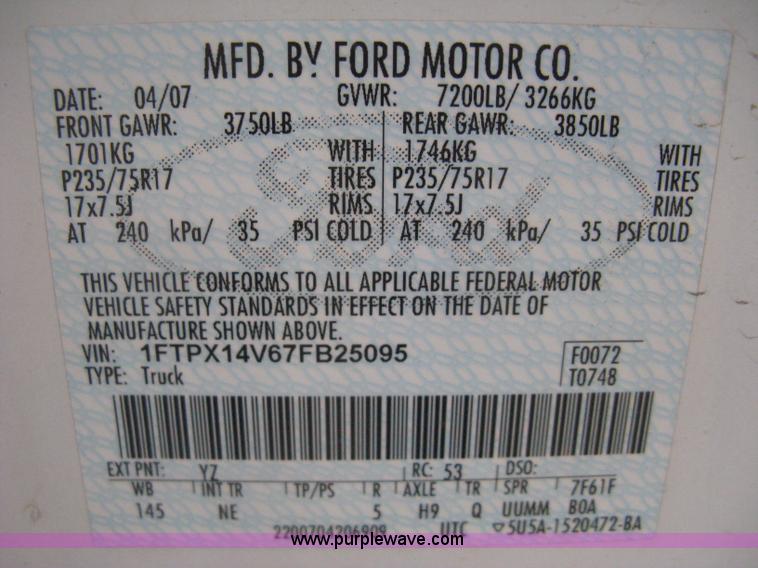 MFD. BY FORD MOTOR CO.
DATE: 04/07 GVWR: 7200LB/ 3266KG
FRONT GAWR: 3750LB REAR GAWR: 3850LB
1701KG WITH 1746KG WITH
P235/75R17 TIRES P235/75R17 TIRES
17x7.5J RIMS 17x7.5J RIMS
AT 240 kPa/ 35 PSI COLD AT 240 kPa/ 35 PSI COLD
THIS VEHICLE CONFORMS TO ALL APPLICABLE FEDERAL MOTOR
VEHICLE SAFETY STANDARDS IN EFFECT ON THE DATE OF
MANUFACTURE SHOWN ABOVE.
VIN: 1FTPX14V67FB25095 F0072
TYPE: Truck T0748
EXT PNT: YZ RC: 53 DSO:
WB INT TR TP/PS R AXLE TR SPR 7F61F
145 NE 5 H9 Q UUMM BOA
UTC ▽5U5A-1520472-BA
www.purplewave.com